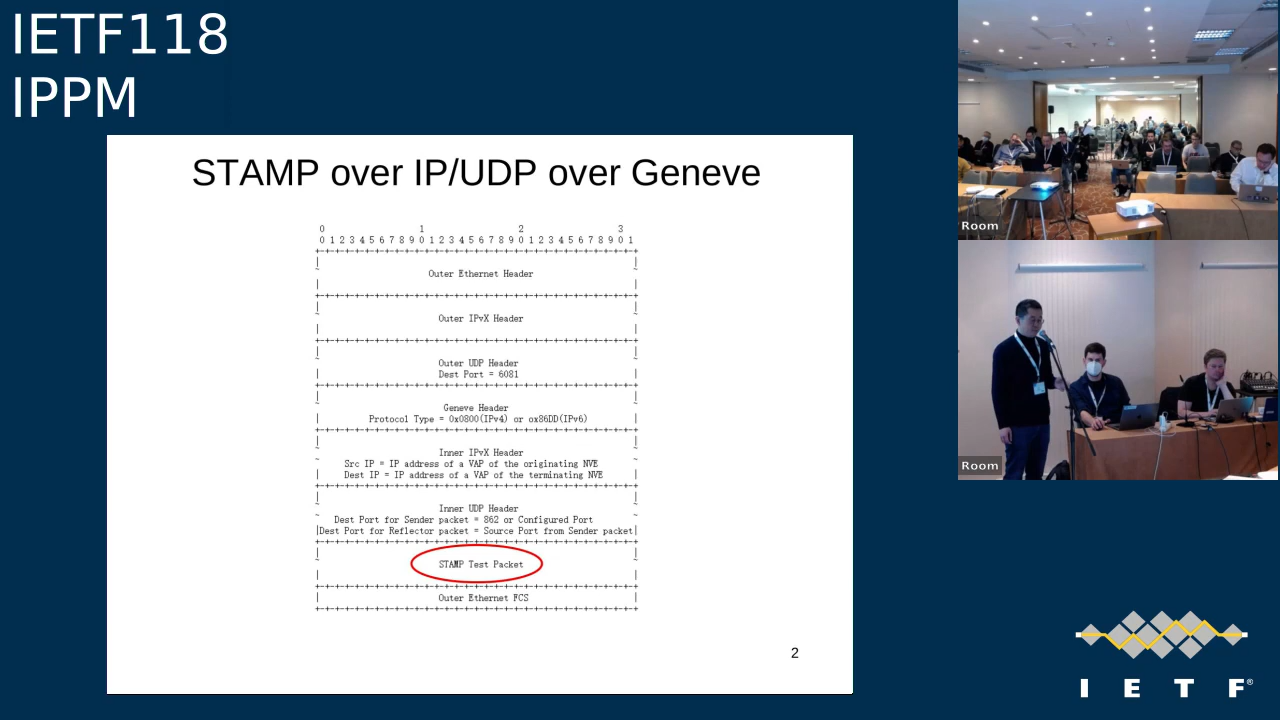 IETF118
IPPM
STAMP over IP/UDP over Geneve
0 1 2 3
0 1 2 3 4 5 6 7 8 9 0 1 2 3 4 5 6 7 8 9 0 1 2 3 4 5 6 7 8 9 0 1
Outer Ethernet Header
Outer IPvX Header
Outer UDP Header
Dest Port = 6081
Geneve Header
Protocol Type = 0x0800(IPv4) or ox86DD(IPv6)
Inner IPvX Header
Src IP = IP address of a VAP of the originating NVE
Dest IP = IP address of a VAP of the terminating NVE
Inner UDP Header
Dest Port for Sender packet = 862 or Configured Port
Dest Port for Reflector packet = Source Port from Sender packet
STAMP Test Packet
Outer Ethernet FCS
2
Room
Room
I E T F®